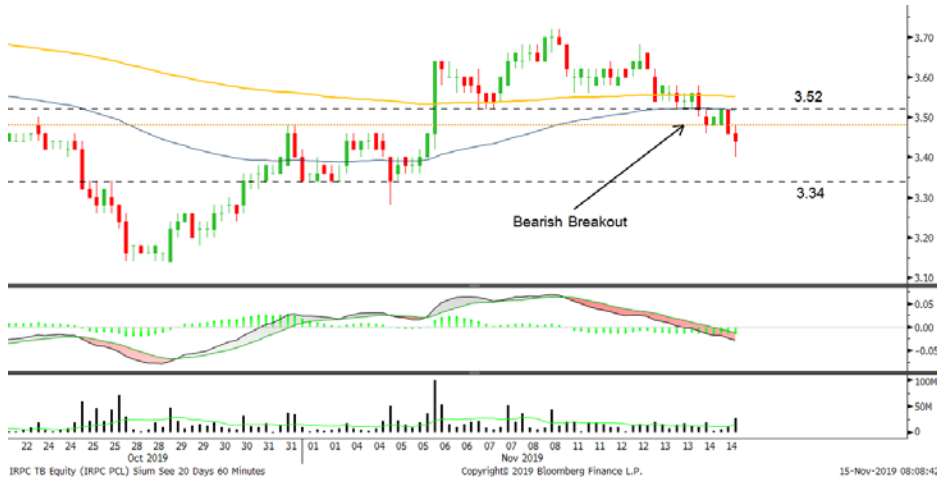 3.70
3.60
3.52
3.50
3.40
3.34
3.30
Bearish Breakout
3.20
3.10
0.05
0.00
-0.05
100M
50M
0
22 23 24 24 25 25 28 28 29 29 30 30 31 31 01 01 04 04 05 05 06 06 07 07 08 08 11 11 12 12 13 13 14 14
Oct 2019 Nov 2019
IRPC TB Equity (IRPC PCL) Sium See 20 Days 60 Minutes Copyright© 2019 Bloomberg Finance L.P. 15-Nov-2019 08:08:42